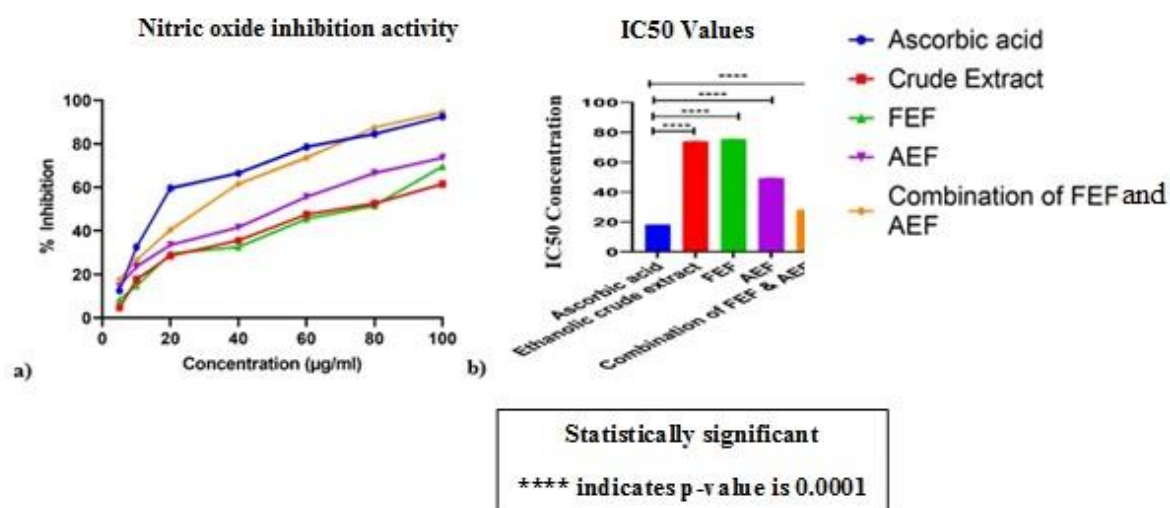 Nitric oxide inhibition activity
IC50 Values
Ascorbic acid
Crude Extract
FEF
AEF
Combination of FEF and
AEF
% Inhibition
100
80
60
40
20
0
0
20
40
60
80
100
Concentration (µg/ml)
a)
IC50 Concentration
100
80
60
40
20
0
****
****
****
****
Ascorbic acid
Ethanolic crude extract
FEF
AEF
Combination of FEF & AEF
b)
Statistically significant
**** indicates p-value is 0.0001